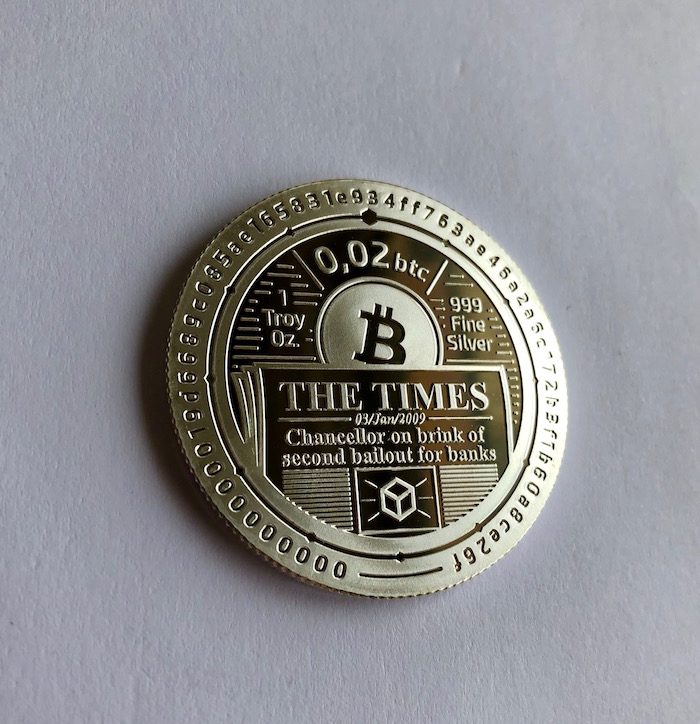 000000000019d6689c085ae165831e934ff763ae46a2a6c172b3f1b60a8ce26f
0,02 btc
1
Troy
Oz.
999
Fine
Silver
THE TIMES
03/Jan/2009
Chancellor on brink of
second bailout for banks